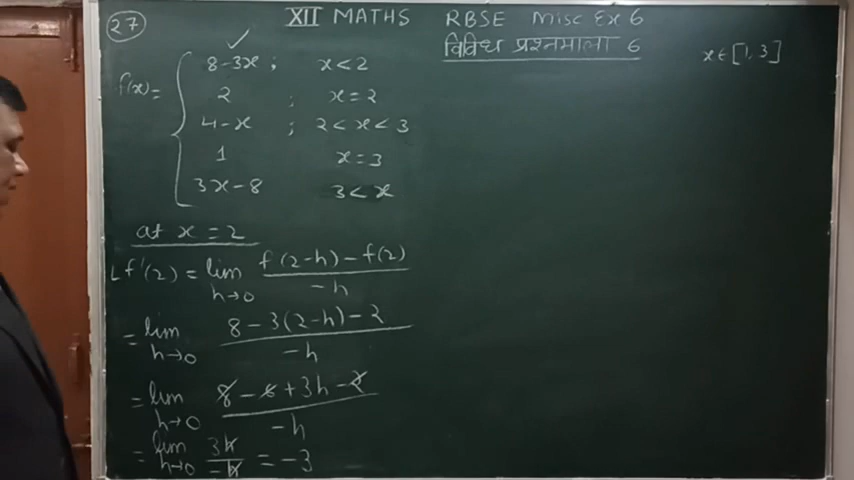 27
XII MATHS RBSE Misc Ex 6
विविध प्रश्नमाला 6
x ∈ [1, 3]
f(x) =
8-3x ; x < 2
2 ; x = 2
4-x ; 2 < x < 3
1 x = 3
3x-8 3 < x
at x = 2
L f'(2) = lim h→0 f(2-h) - f(2) / -h
= lim h→0 8 - 3(2-h) - 2 / -h
= lim h→0 8 - 6 + 3h - 2 / -h
= lim h→0 3h / -h = -3